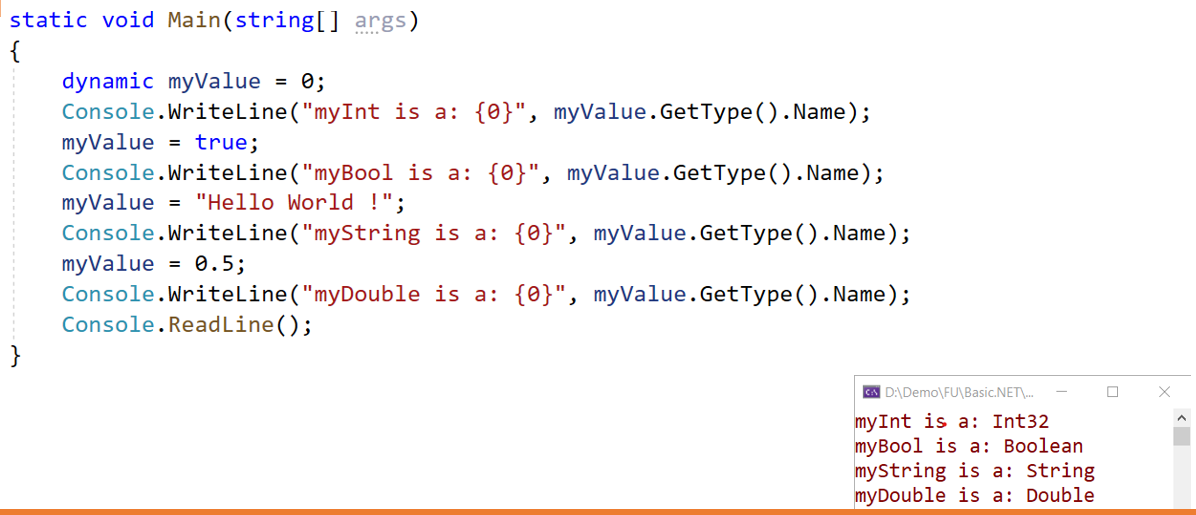 static void Main(string[] args)
{
dynamic myValue = 0;
Console.WriteLine("myInt is a: {0}", myValue.GetType().Name);
myValue = true;
Console.WriteLine("myBool is a: {0}", myValue.GetType().Name);
myValue = "Hello World !";
Console.WriteLine("myString is a: {0}", myValue.GetType().Name);
myValue = 0.5;
Console.WriteLine("myDouble is a: {0}", myValue.GetType().Name);
Console.ReadLine();
}
D:\Demo\FU\Basic.NET\...
myInt is a: Int32
myBool is a: Boolean
myString is a: String
myDouble is a: Double